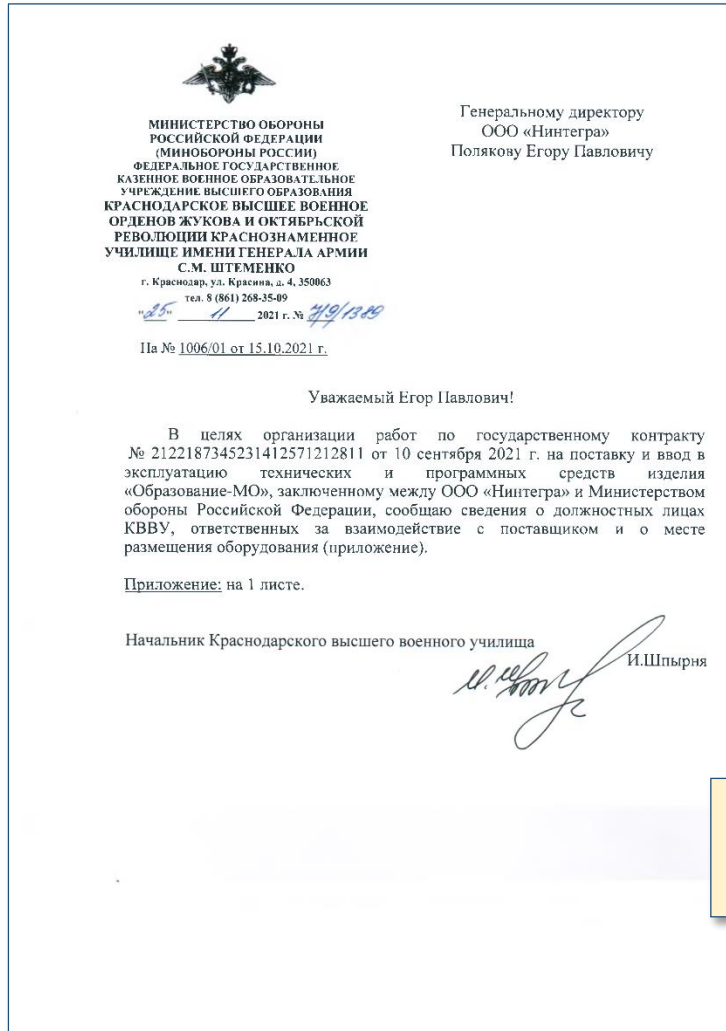 МИНИСТЕРСТВО ОБОРОНЫ
РОССИЙСКОЙ ФЕДЕРАЦИИ
(МИНОБОРОНЫ РОССИИ)
ФЕДЕРАЛЬНОЕ ГОСУДАРСТВЕННОЕ
КАЗЕННОЕ ВОЕННОЕ ОБРАЗОВАТЕЛЬНОЕ
УЧРЕЖДЕНИЕ ВЫСШЕГО ОБРАЗОВАНИЯ
КРАСНОДАРСКОЕ ВЫСШЕЕ ВОЕННОЕ
ОРДЕНОВ ЖУКОВА И ОКТЯБРЬСКОЙ
РЕВОЛЮЦИИ КРАСНОЗНАМЕННОЕ
УЧИЛИЩЕ ИМЕНИ ГЕНЕРАЛА АРМИИ
С.М. ШТЕМЕНКО
г. Краснодар, ул. Красина, д. 4, 350063
тел. 8 (861) 268-35-09
"25" 11 2021 г. № 7/9/1389
На № 1006/01 от 15.10.2021 г.
Генеральному директору
ООО «Нинтегра»
Полякову Егору Павловичу
Уважаемый Егор Павлович!
В целях организации работ по государственному контракту
№ 2122187345231412571212811 от 10 сентября 2021 г. на поставку и ввод в
эксплуатацию технических и программных средств изделия
«Образование-МО», заключенному между ООО «Нинтегра» и Министерством
обороны Российской Федерации, сообщаю сведения о должностных лицах
КВВУ, ответственных за взаимодействие с поставщиком и о месте
размещения оборудования (приложение).
Приложение: на 1 листе.
Начальник Краснодарского высшего военного училища
И.Шпырня